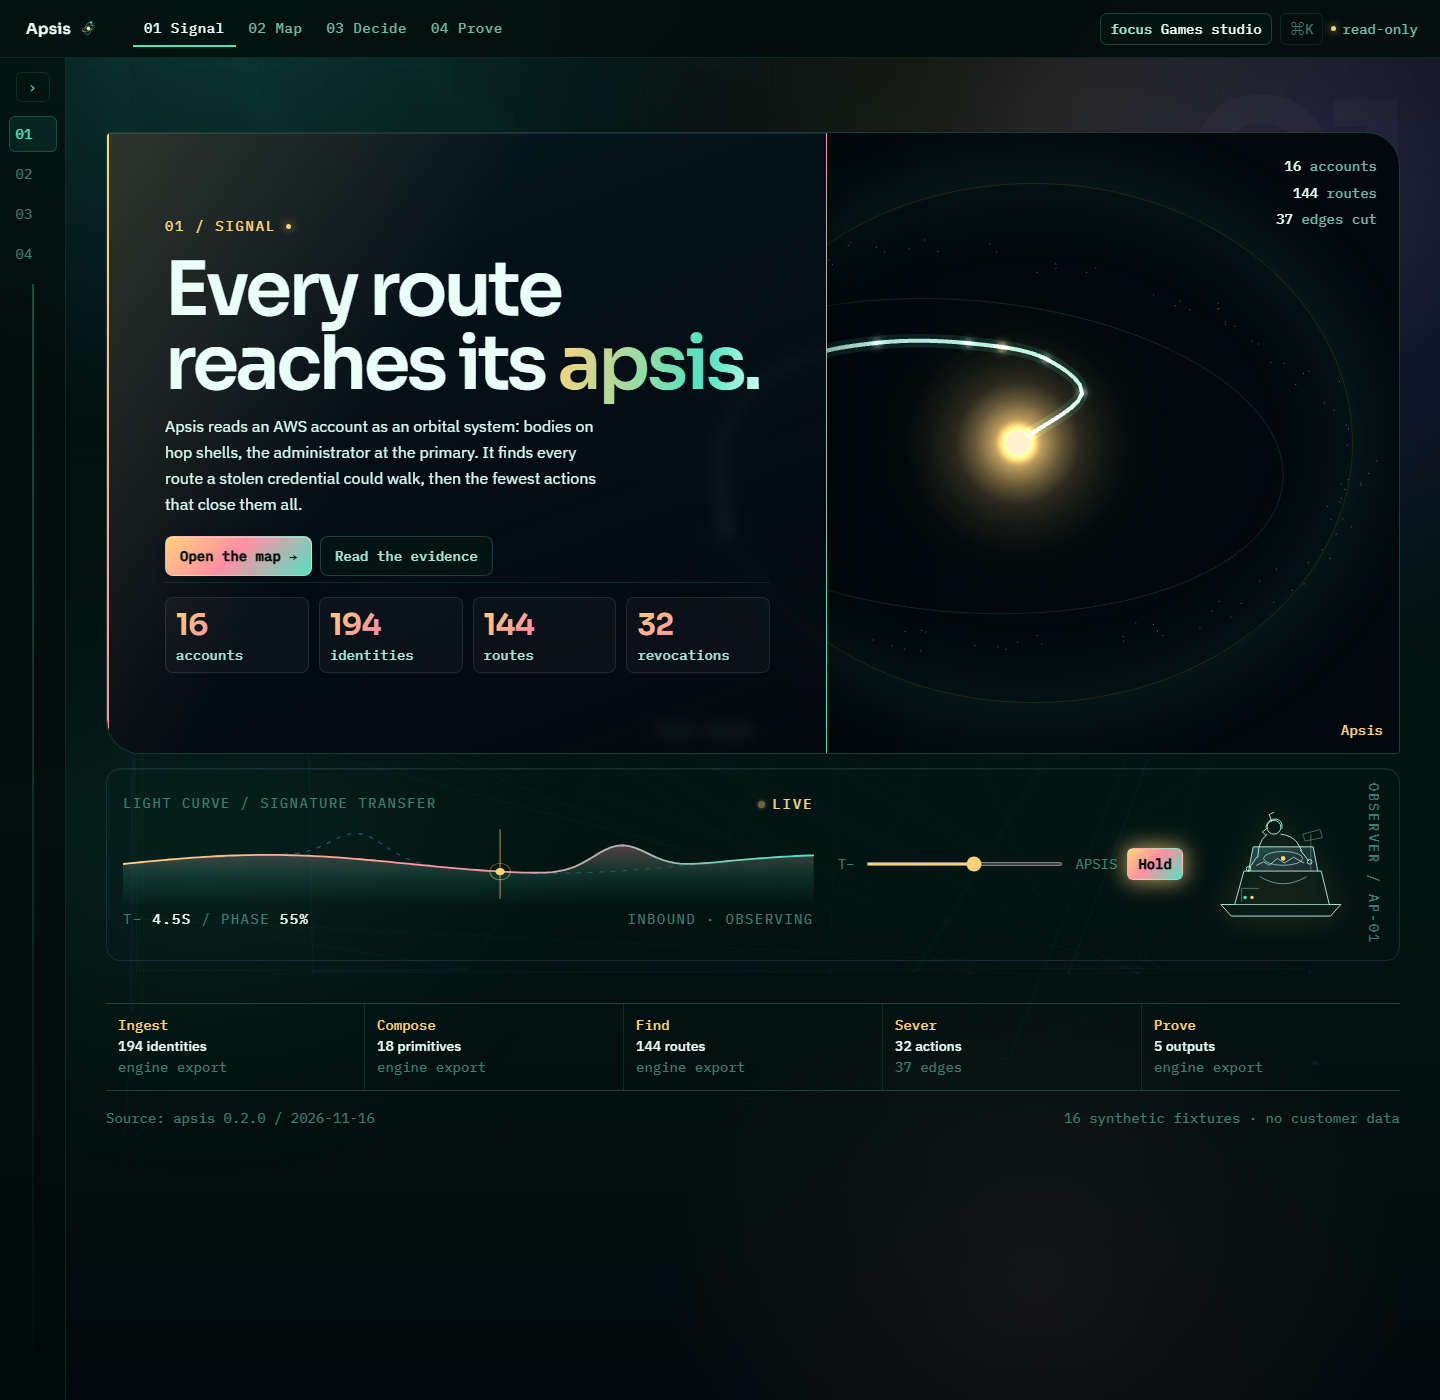 Apsis
01 Signal
02 Map
03 Decide
04 Prove
focus Games studio
⌘K
read-only
›
01
02
03
04
16 accounts
144 routes
37 edges cut
01 / SIGNAL
Every route
reaches its apsis.
Apsis reads an AWS account as an orbital system: bodies on
hop shells, the administrator at the primary. It finds every
route a stolen credential could walk, then the fewest actions
that close them all.
Open the map →
Read the evidence
16
accounts
194
identities
144
routes
32
revocations
Apsis
LIGHT CURVE / SIGNATURE TRANSFER
LIVE
T− 4.5S / PHASE 55%
INBOUND · OBSERVING
T−
APSIS
Hold
OBSERVER / AP-01
Ingest
194 identities
engine export
Compose
18 primitives
engine export
Find
144 routes
engine export
Sever
32 actions
37 edges
Prove
5 outputs
engine export
Source: apsis 0.2.0 / 2026-11-16
16 synthetic fixtures · no customer data